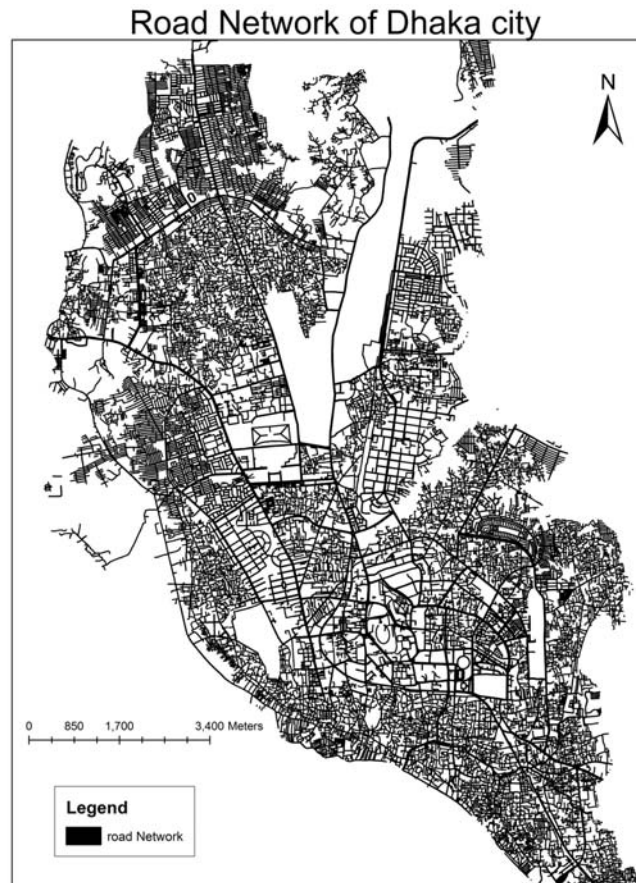 Road Network of Dhaka city
N
0 850 1,700 3,400 Meters
Legend
road Network